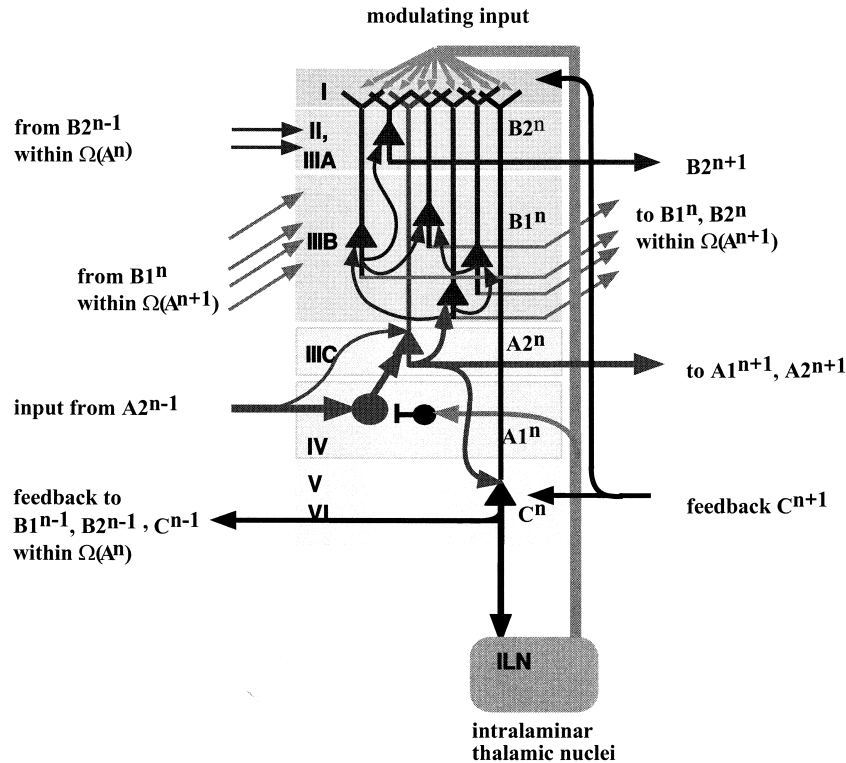 modulating input
I
from B2ⁿ⁻¹
within Ω(Aⁿ)
II,
IIIA
B2ⁿ
B2ⁿ⁺¹
B1ⁿ
to B1ⁿ, B2ⁿ
within Ω(Aⁿ⁺¹)
IIIB
from B1ⁿ
within Ω(Aⁿ⁺¹)
IIIC
A2ⁿ
to A1ⁿ⁺¹, A2ⁿ⁺¹
input from A2ⁿ⁻¹
A1ⁿ
IV
V
VI
feedback to
B1ⁿ⁻¹, B2ⁿ⁻¹ , Cⁿ⁻¹
within Ω(Aⁿ)
Cⁿ
feedback Cⁿ⁺¹
ILN
intralaminar
thalamic nuclei